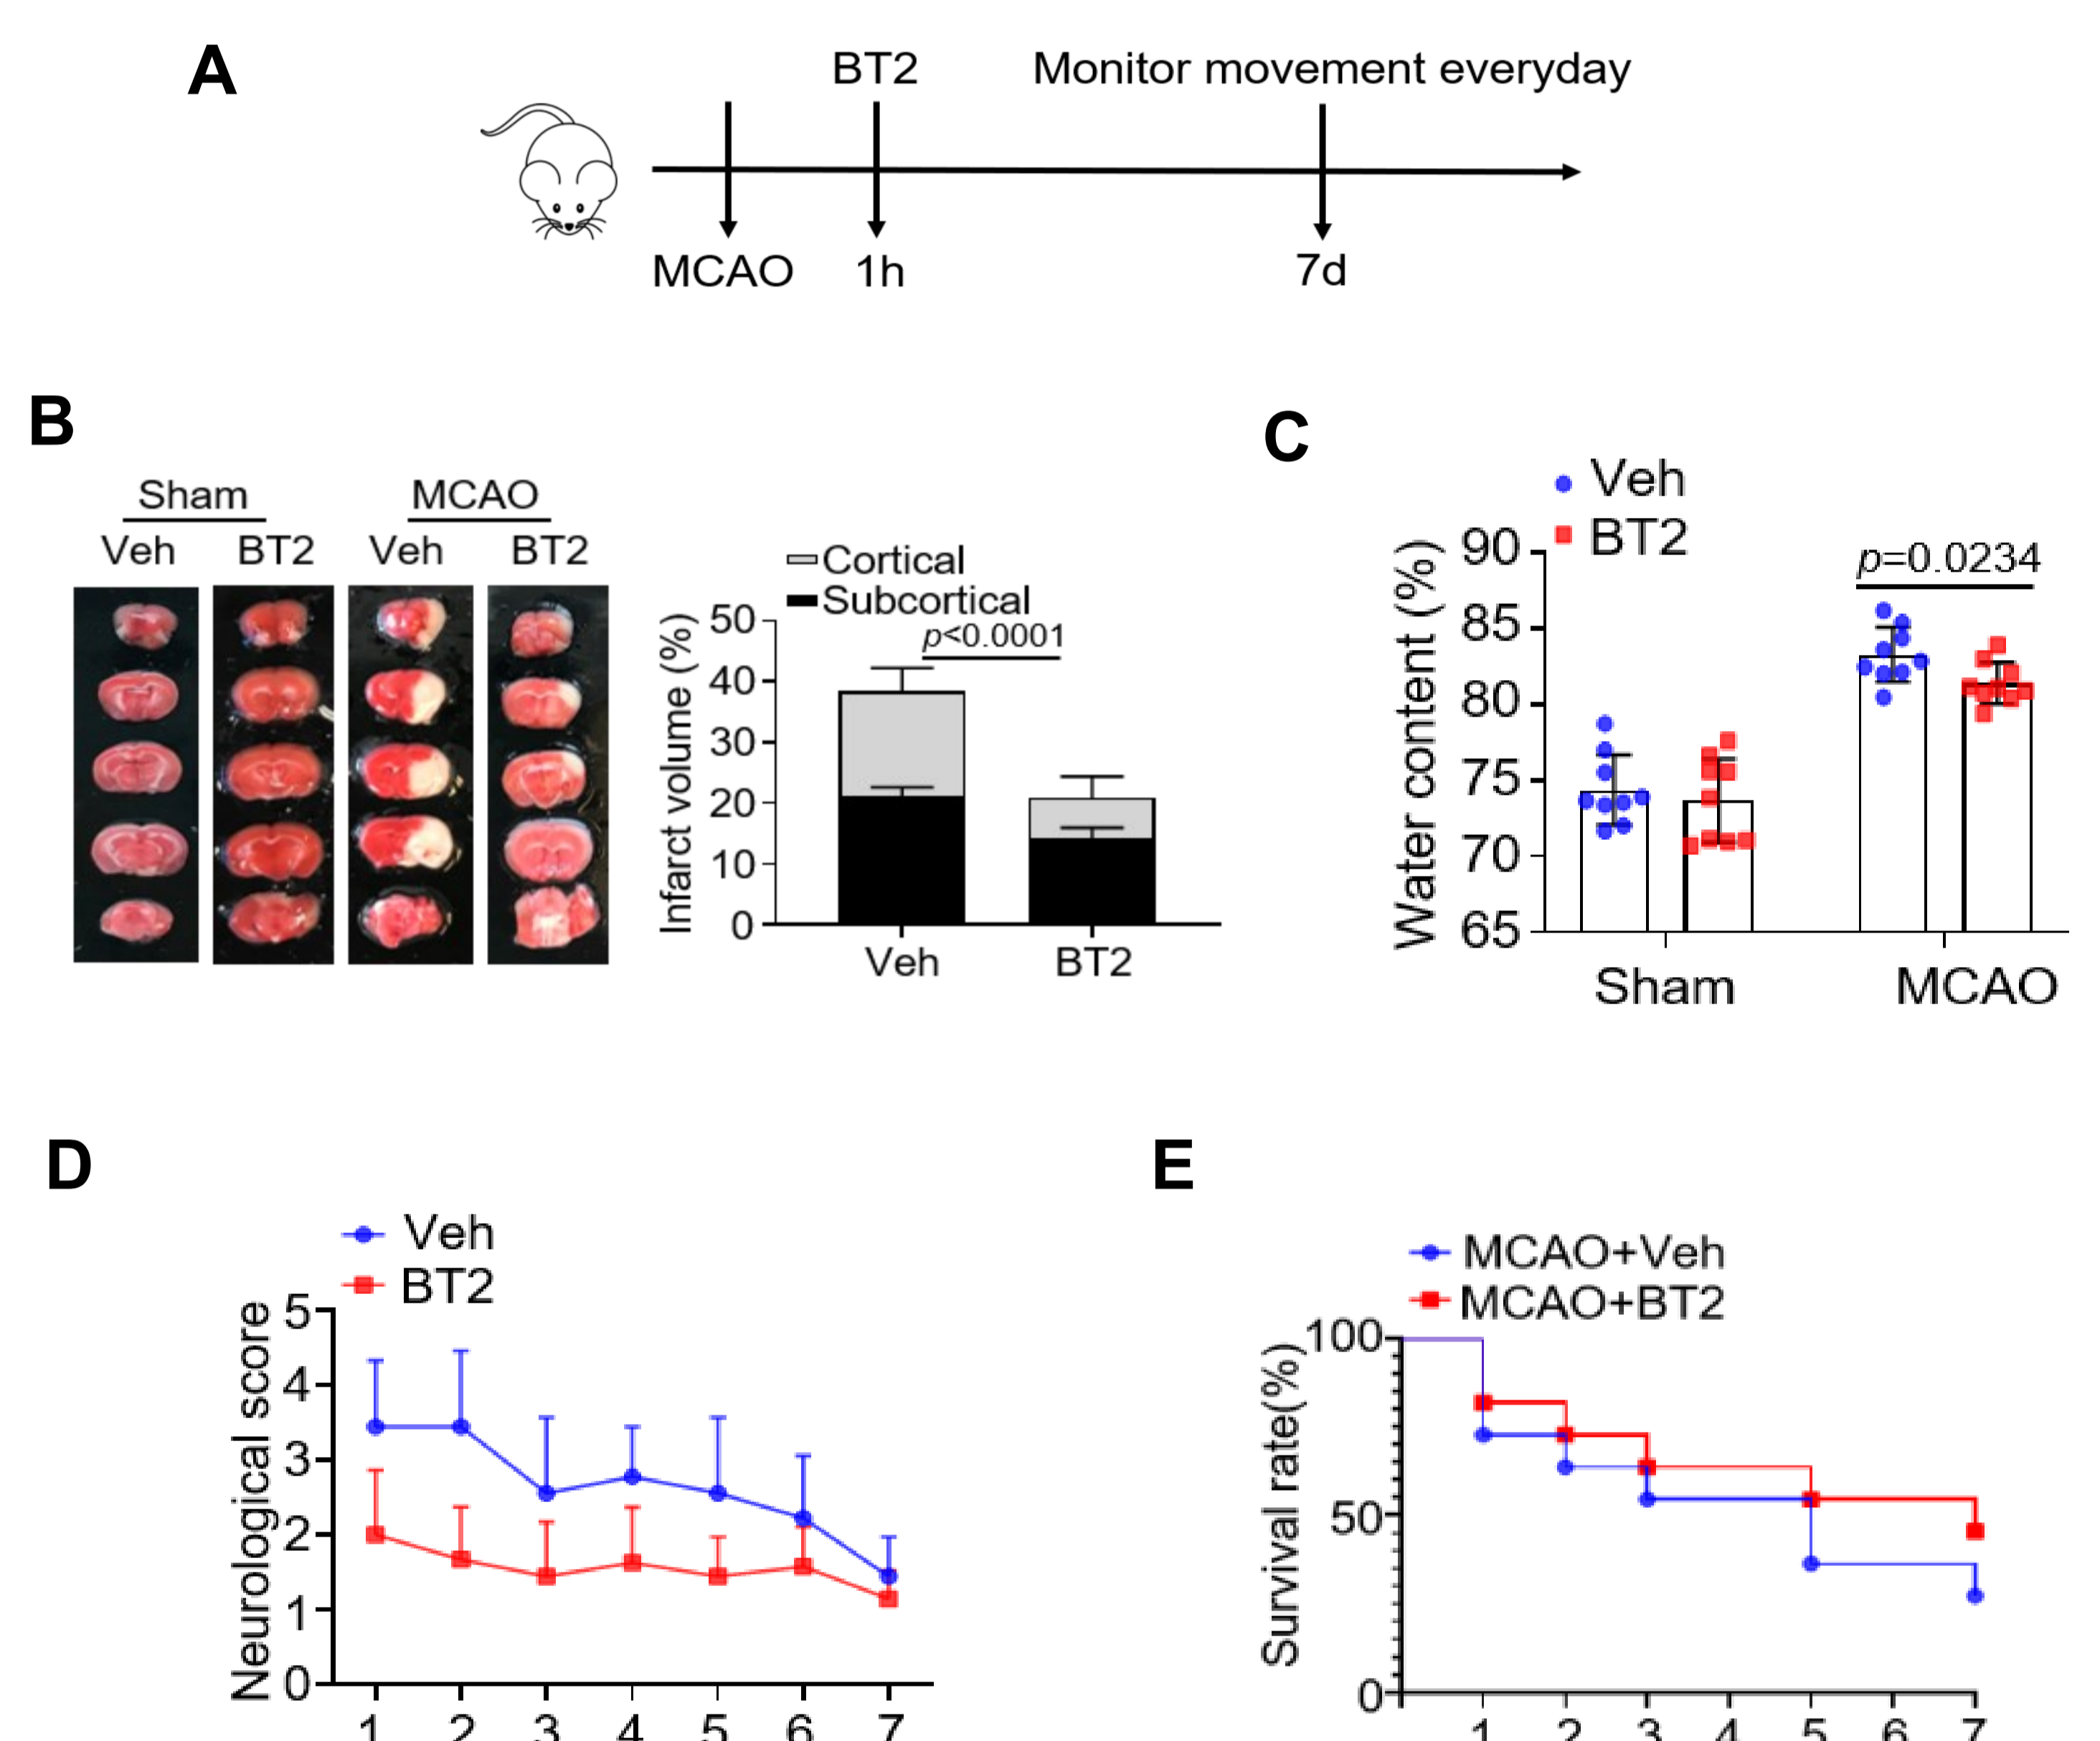 A
BT2 Monitor movement everyday
MCAO 1h 7d
B
Sham MCAO
Veh BT2 Veh BT2
Cortical
Subcortical
p<0.0001
Infarct volume (%)
50
40
30
20
10
0
Veh BT2
C
Veh
BT2
p=0.0234
Water content (%)
90
85
80
75
70
65
Sham MCAO
D
Veh
BT2
Neurological score
5
4
3
2
1
0
1 2 3 4 5 6 7
E
MCAO+Veh
MCAO+BT2
Survival rate(%)
100
50
0
1 2 3 4 5 6 7